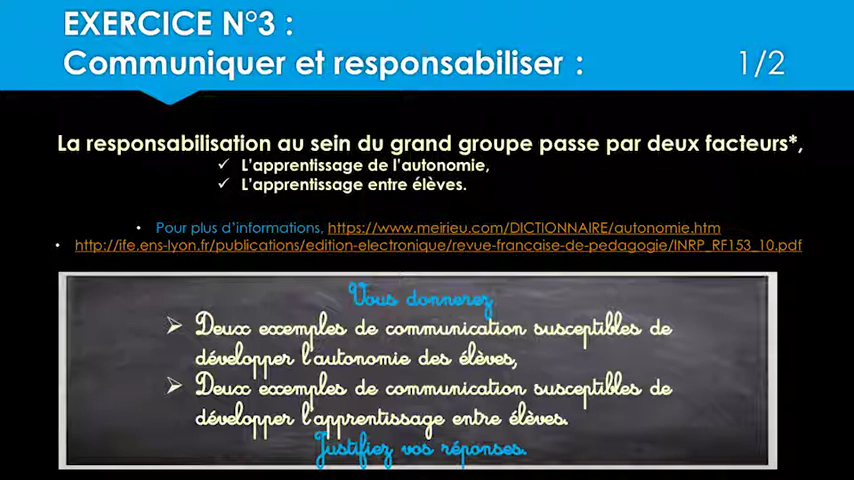 EXERCICE N°3 :
Communiquer et responsabiliser : 1/2
La responsabilisation au sein du grand groupe passe par deux facteurs*,
✓ L'apprentissage de l'autonomie,
✓ L'apprentissage entre élèves.
• Pour plus d'informations, https://www.meirieu.com/DICTIONNAIRE/autonomie.htm
• http://ife.ens-lyon.fr/publications/edition-electronique/revue-francaise-de-pedagogie/INRP_RF153_10.pdf
Vous donnerez
➢ Deux exemples de communication susceptibles de
développer l'autonomie des élèves,
➢ Deux exemples de communication susceptibles de
développer l'apprentissage entre élèves.
Justifiez vos réponses.